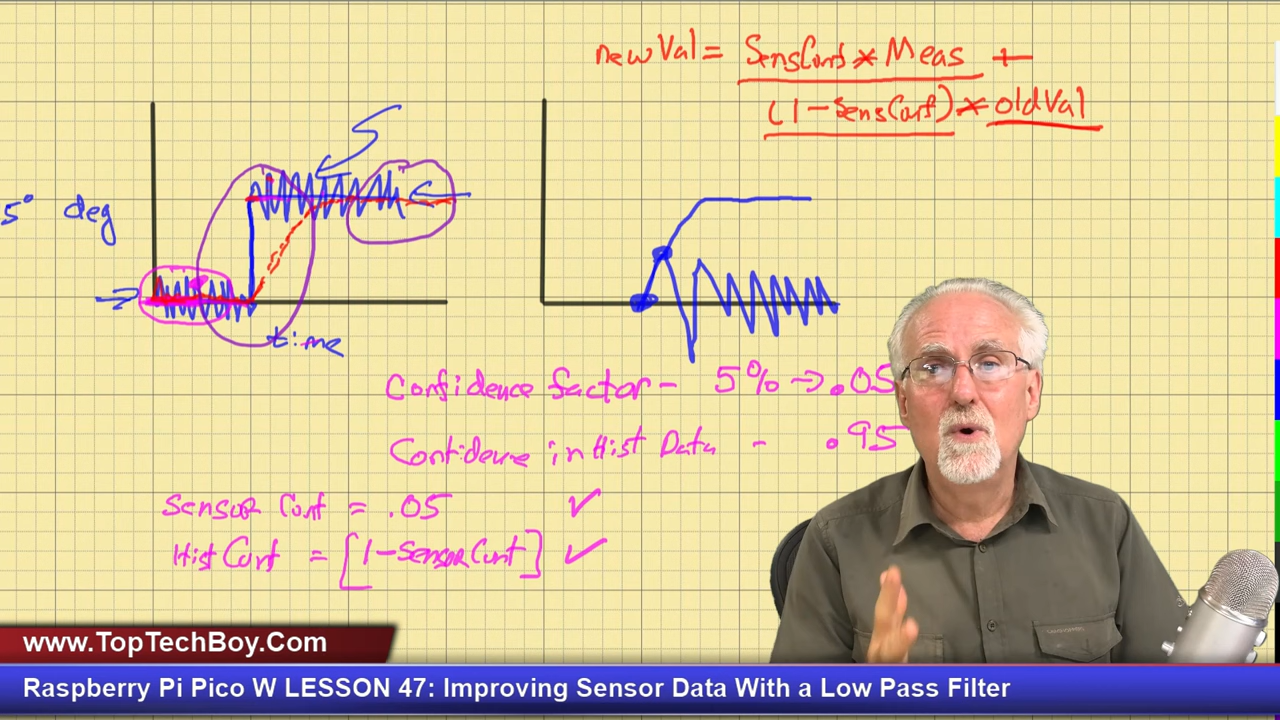 newVal = SensConf * Meas +
(1-SensConf) * oldVal
5° deg
time
Confidence factor - 5% → .05
Confidence in Hist Data - .95
Sensor Conf = .05 ✓
Hist Conf = [1-SensorConf] ✓
www.TopTechBoy.Com
Raspberry Pi Pico W LESSON 47: Improving Sensor Data With a Low Pass Filter